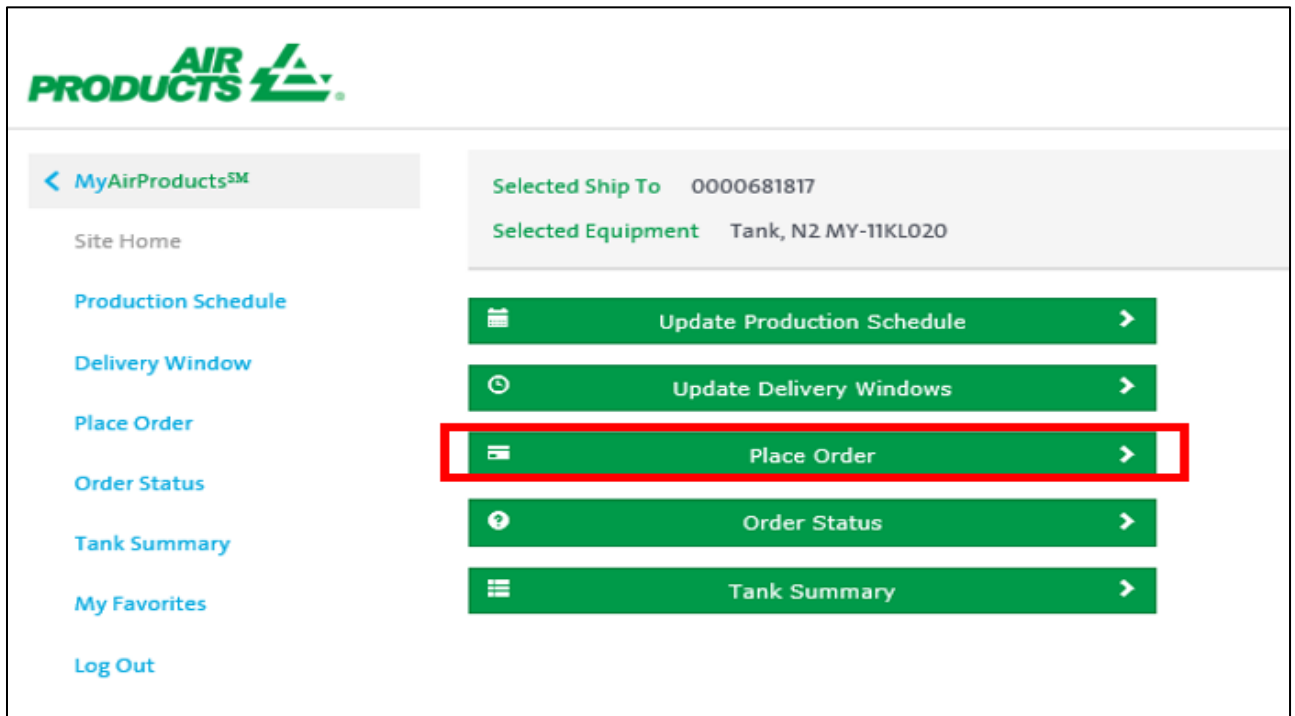 AIR
PRODUCTS
MyAirProducts℠
Site Home
Production Schedule
Delivery Window
Place Order
Order Status
Tank Summary
My Favorites
Log Out
Selected Ship To 0000681817
Selected Equipment Tank, N2 MY-11KL020
Update Production Schedule
Update Delivery Windows
Place Order
Order Status
Tank Summary